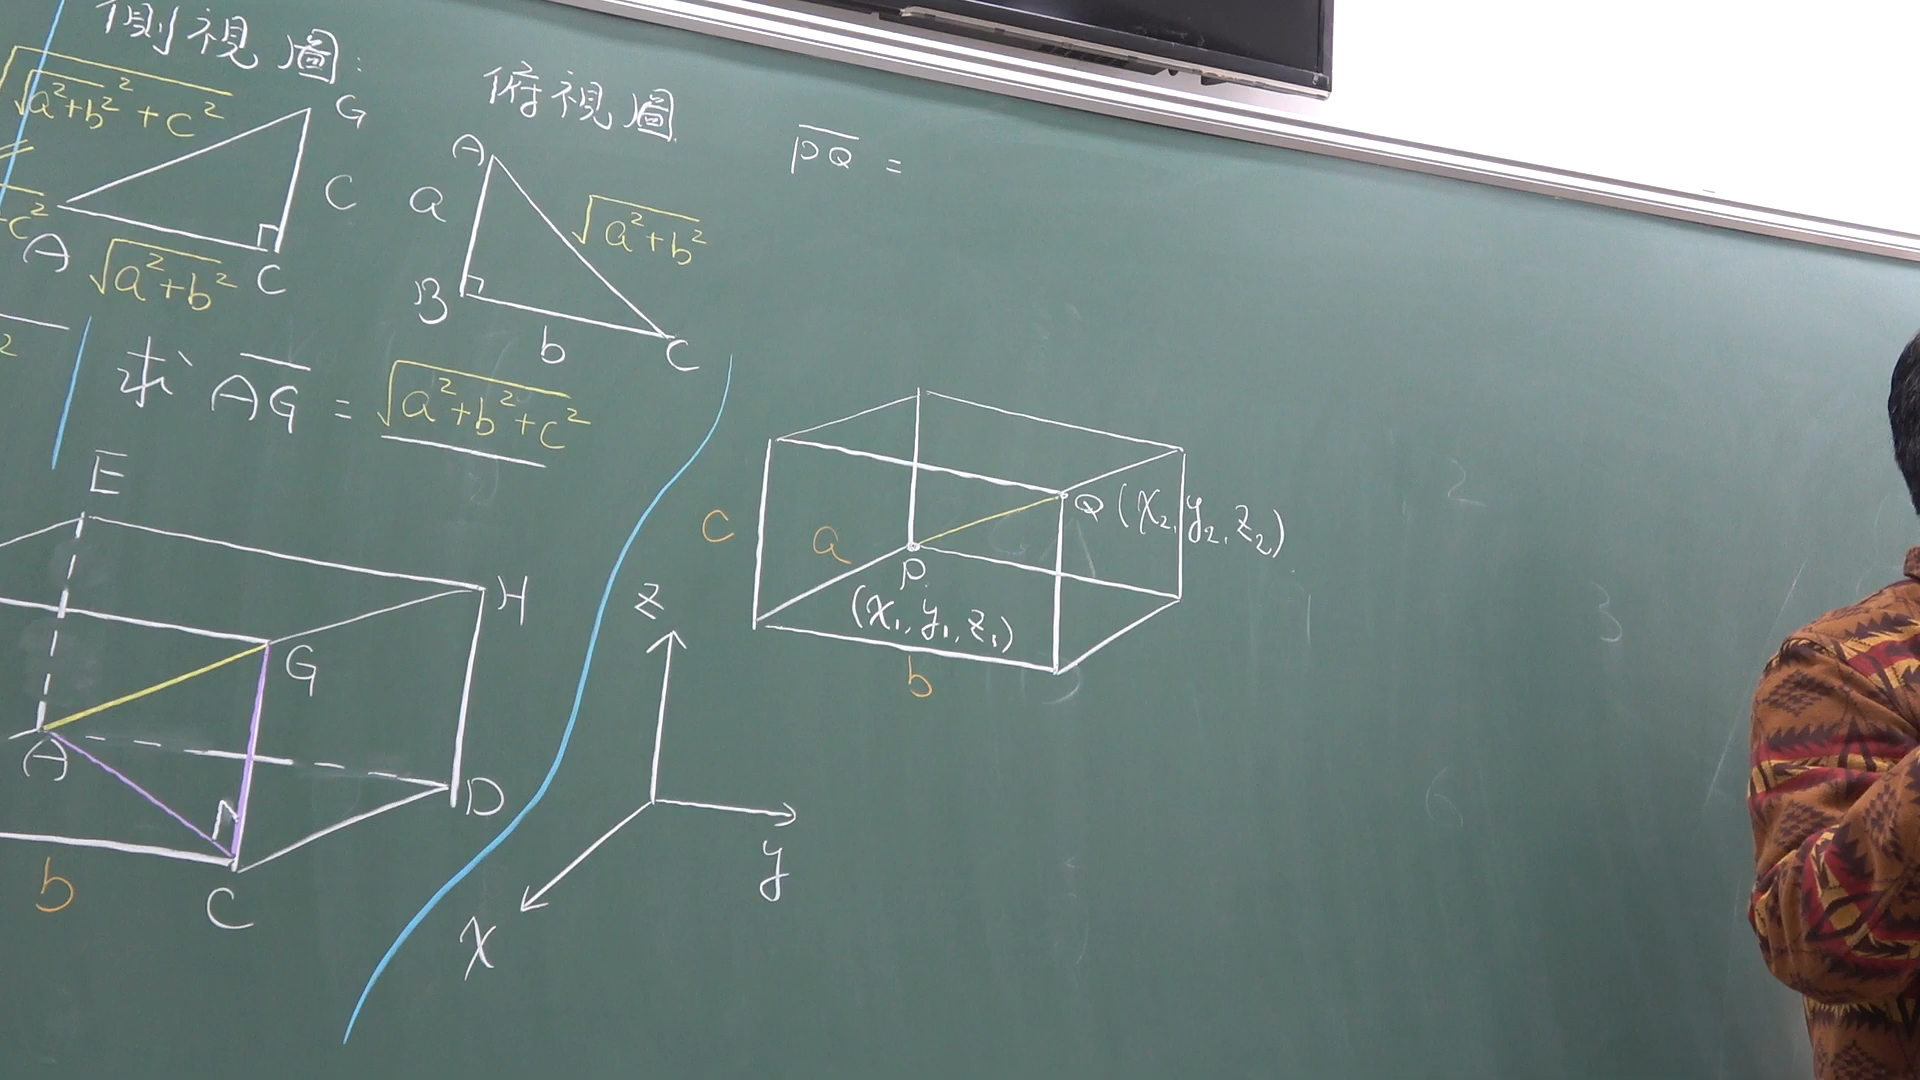 側視圖:
√(√(a²+b²)²+c²)
G
C
A
√(a²+b²)
C
俯視圖
A
a
√(a²+b²)
B
b
C
求 AG = √(a²+b²+c²)
E
H
G
A
D
b
C
PQ =
c
a
Q (x₂, y₂, z₂)
P
(x₁, y₁, z₁)
b
z
y
x